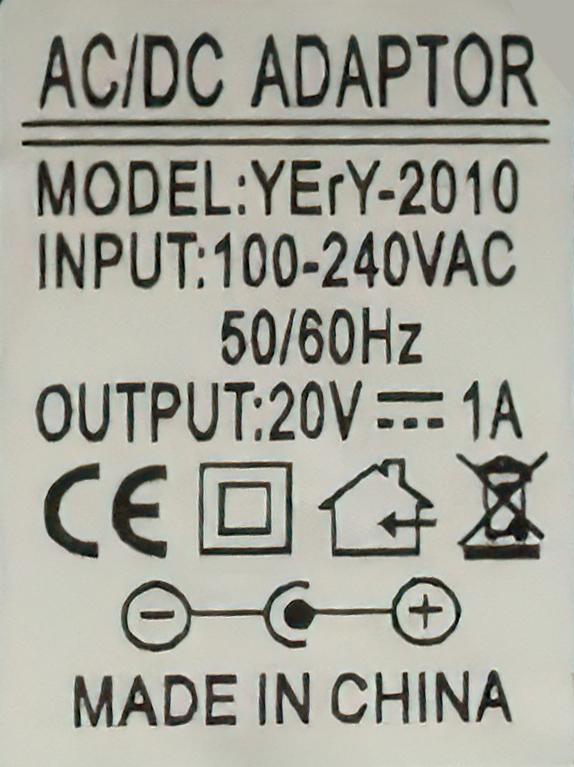 AC/DC ADAPTOR
MODEL:YErY-2010
INPUT:100-240VAC
50/60Hz
OUTPUT:20V⎓1A
CE
MADE IN CHINA